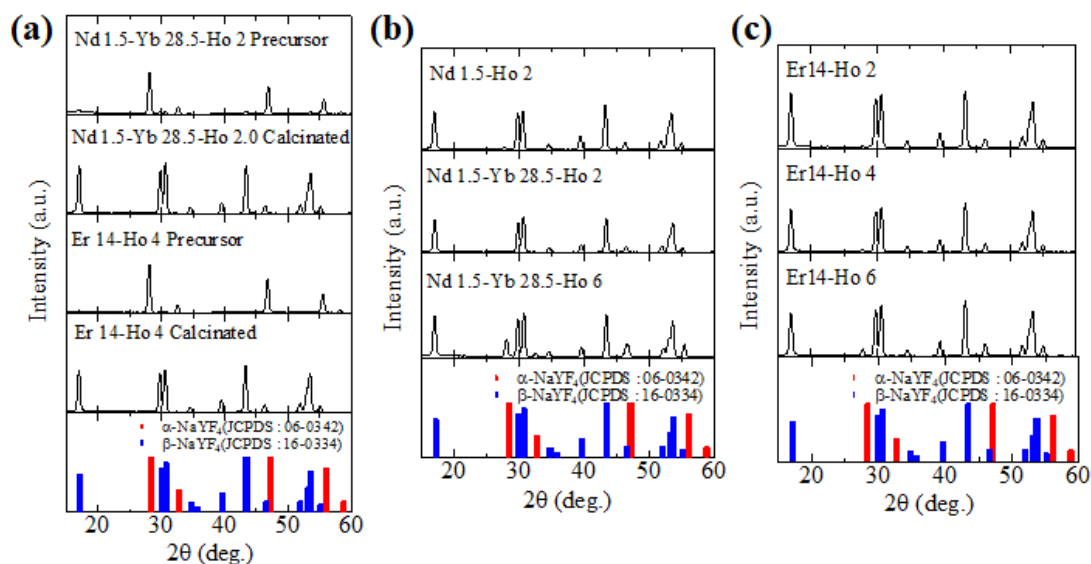 (a)
Nd 1.5-Yb 28.5-Ho 2 Precursor
Nd 1.5-Yb 28.5-Ho 2.0 Calcinated
Er 14-Ho 4 Precursor
Er 14-Ho 4 Calcinated
α-NaYF₄(JCPDS : 06-0342)
β-NaYF₄(JCPDS : 16-0334)
Intensity (a.u.)
20 30 40 50 60
2θ (deg.)
(b)
Nd 1.5-Ho 2
Nd 1.5-Yb 28.5-Ho 2
Nd 1.5-Yb 28.5-Ho 6
α-NaYF₄(JCPDS : 06-0342)
β-NaYF₄(JCPDS : 16-0334)
Intensity (a.u.)
20 30 40 50 60
2θ (deg.)
(c)
Er14-Ho 2
Er14-Ho 4
Er14-Ho 6
α-NaYF₄(JCPDS : 06-0342)
β-NaYF₄(JCPDS : 16-0334)
Intensity (a.u.)
20 30 40 50 60
2θ (deg.)